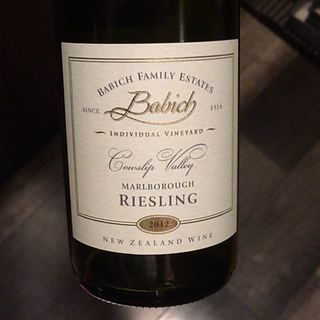 BABICH FAMILY ESTATES
SINCE Babich 1916
INDIVIDUAL VINEYARD
Cowslip Valley
MARLBOROUGH
RIESLING
2012
NEW ZEALAND WINE